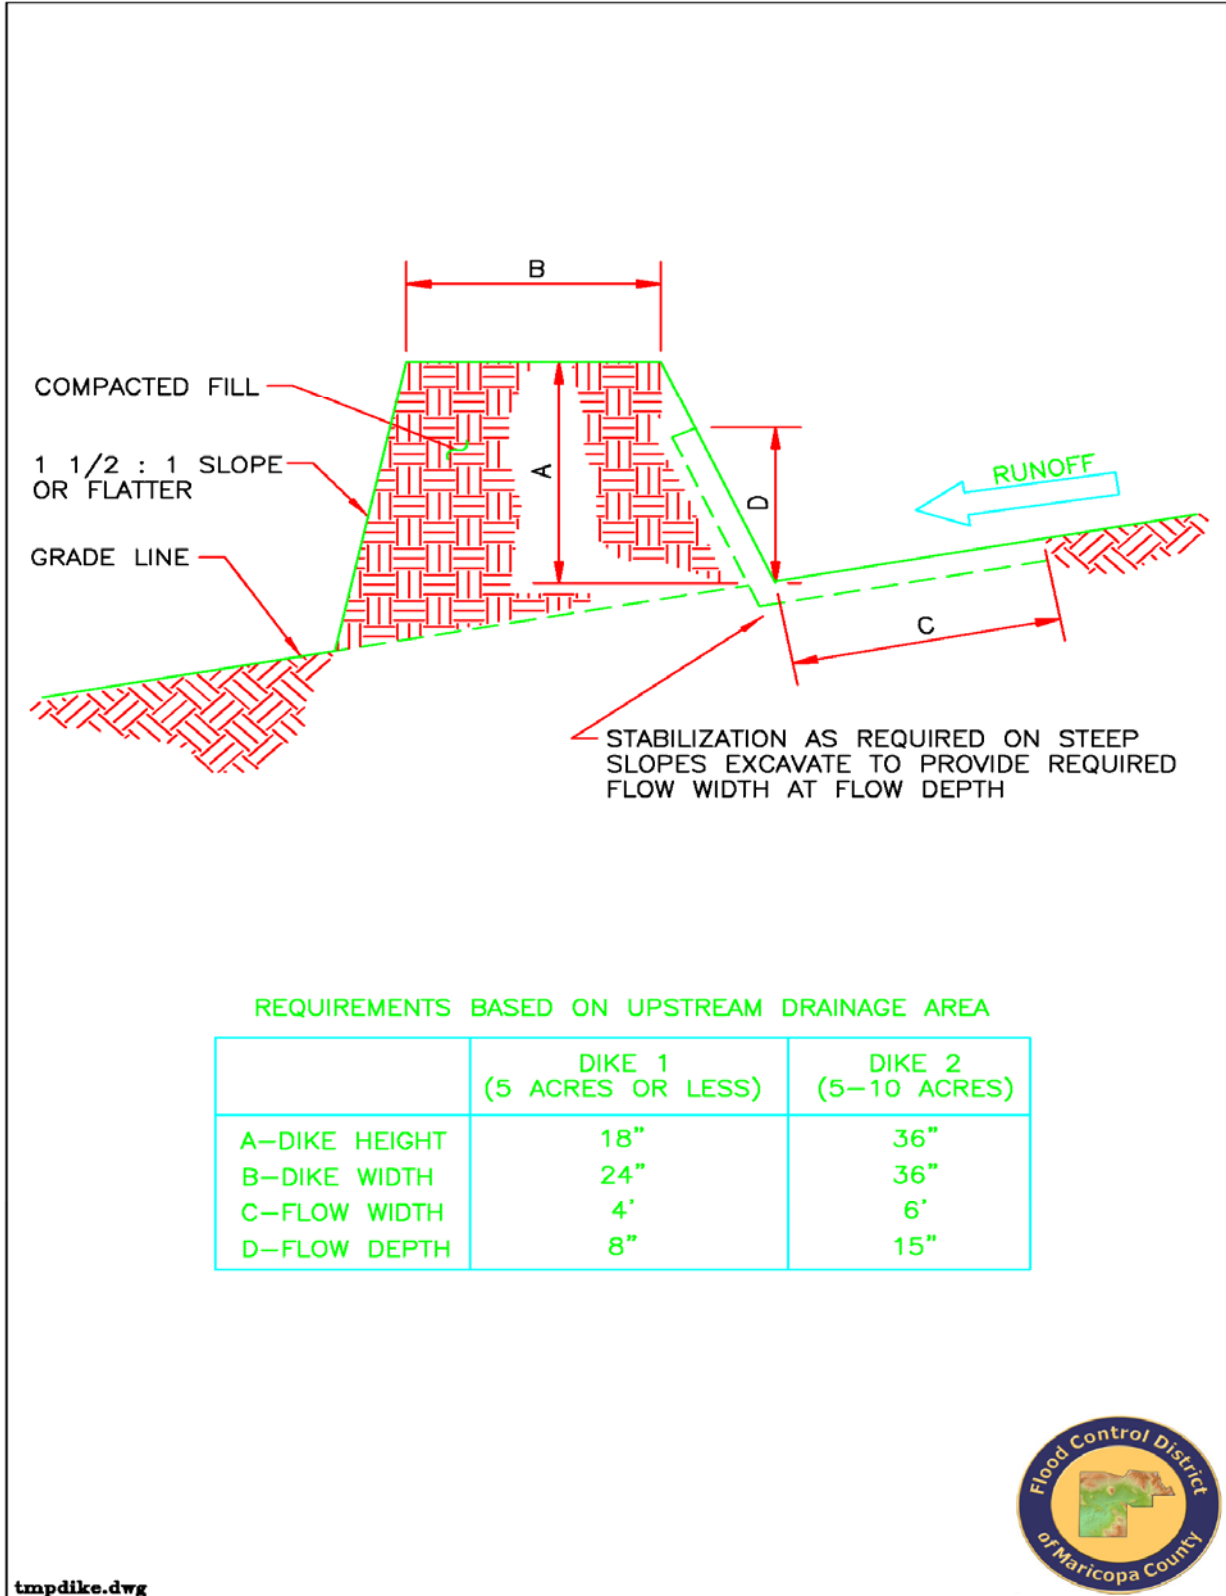 B
COMPACTED FILL
1 1/2 : 1 SLOPE
OR FLATTER
GRADE LINE
A
D
RUNOFF
C
STABILIZATION AS REQUIRED ON STEEP
SLOPES EXCAVATE TO PROVIDE REQUIRED
FLOW WIDTH AT FLOW DEPTH
REQUIREMENTS BASED ON UPSTREAM DRAINAGE AREA
DIKE 1 DIKE 2
(5 ACRES OR LESS) (5-10 ACRES)
A-DIKE HEIGHT 18" 36"
B-DIKE WIDTH 24" 36"
C-FLOW WIDTH 4' 6'
D-FLOW DEPTH 8" 15"
Flood Control District
of Maricopa County
tmpdike.dwg